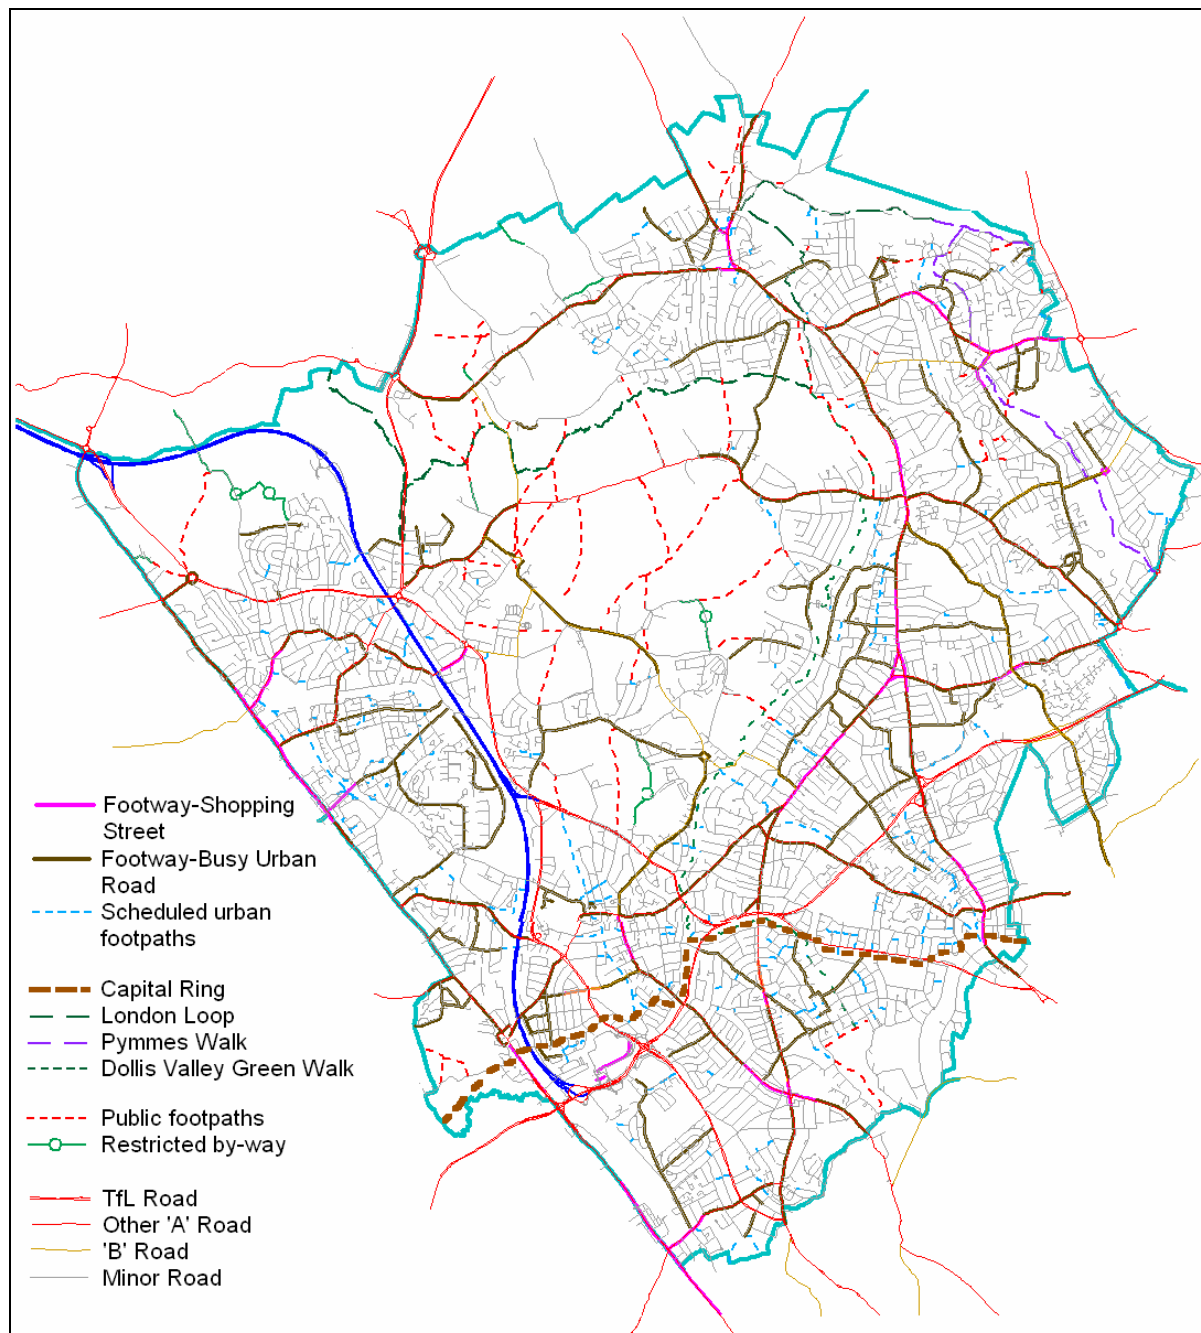 Footway-Shopping
Street
Footway-Busy Urban
Road
Scheduled urban
footpaths
Capital Ring
London Loop
Pymmes Walk
Dollis Valley Green Walk
Public footpaths
Restricted by-way
TfL Road
Other 'A' Road
'B' Road
Minor Road